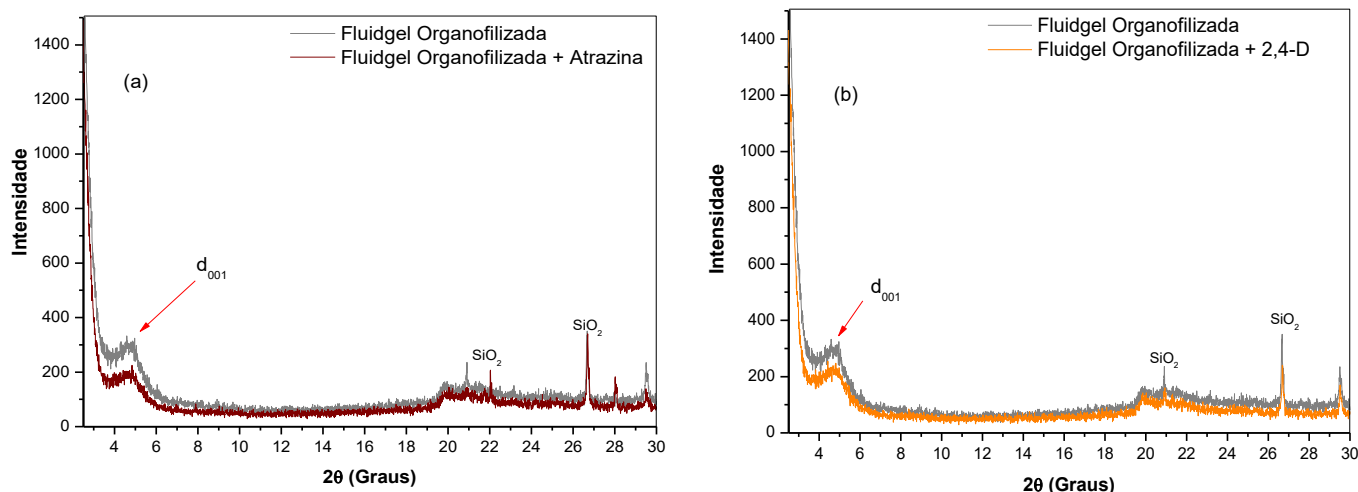 Fluidgel Organofilizada
Fluidgel Organofilizada + Atrazina
(a)
d001
SiO2
SiO2
Intensidade
1400
1200
1000
800
600
400
200
0
4 6 8 10 12 14 16 18 20 22 24 26 28 30
2θ (Graus)
Fluidgel Organofilizada
Fluidgel Organofilizada + 2,4-D
(b)
d001
SiO2
SiO2
Intensidade
1400
1200
1000
800
600
400
200
0
4 6 8 10 12 14 16 18 20 22 24 26 28 30
2θ (Graus)